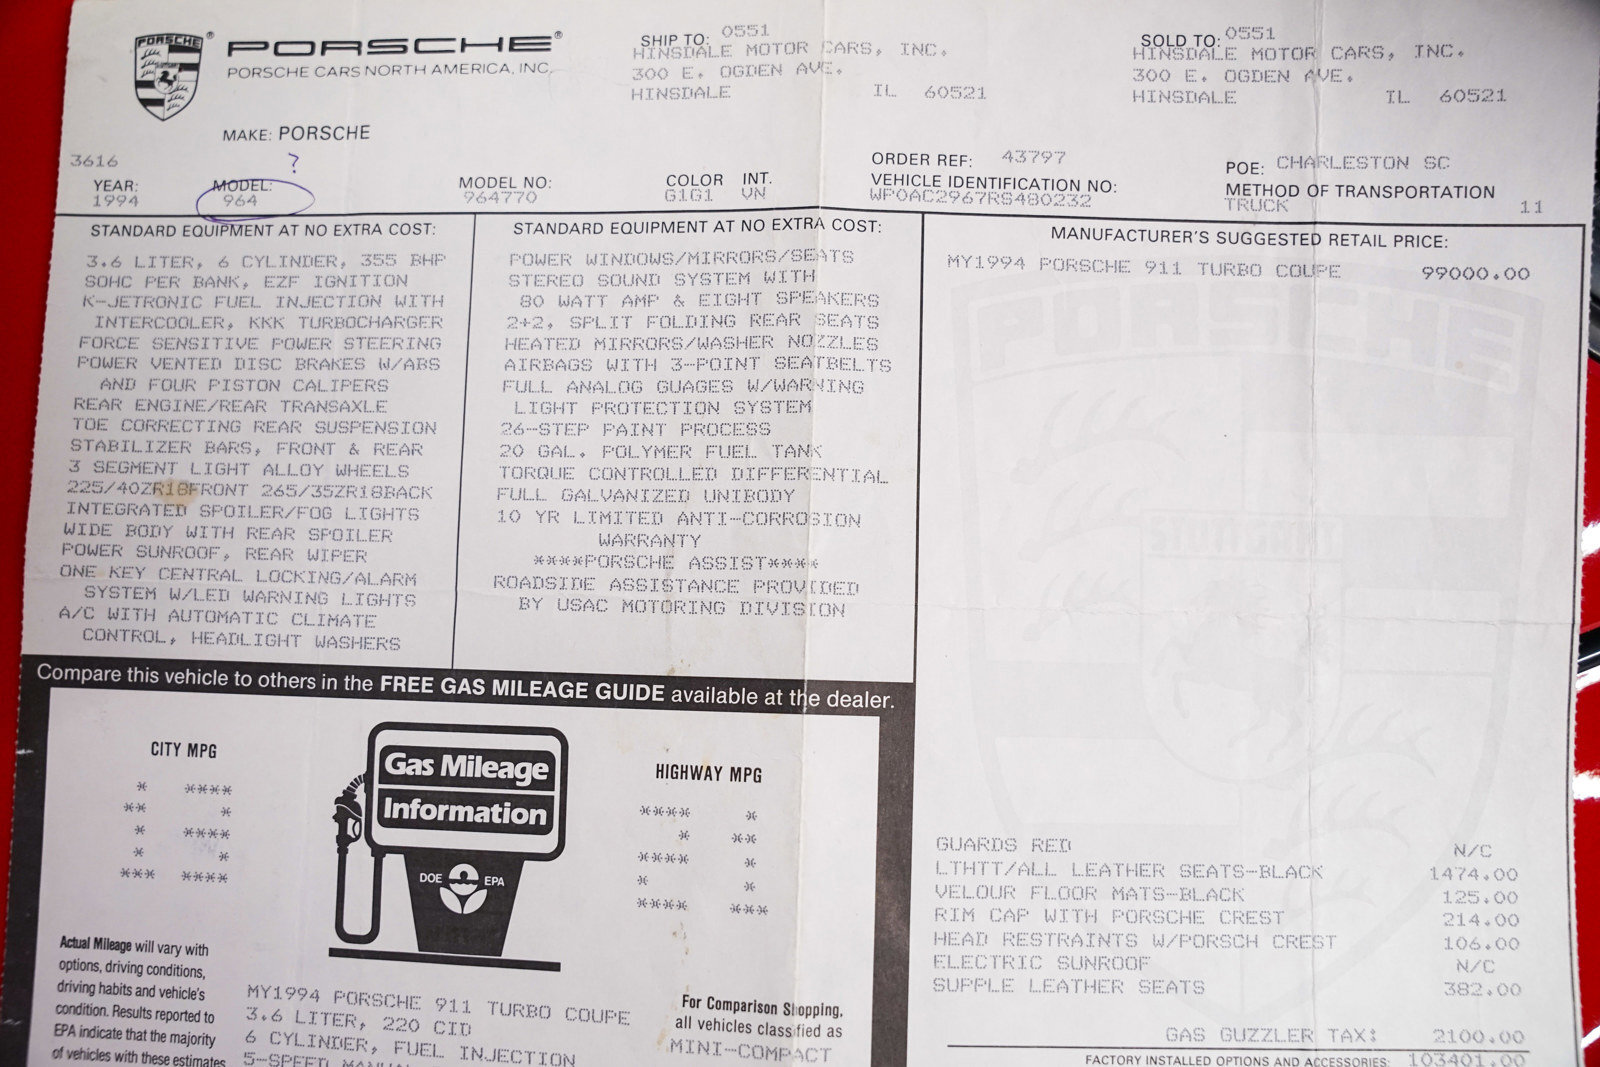 PORSCHE
PORSCHE
PORSCHE CARS NORTH AMERICA, INC.
MAKE: PORSCHE
SHIP TO: 0551
HINSDALE MOTOR CARS, INC.
300 E. OGDEN AVE.
HINSDALE IL 60521
SOLD TO: 0551
HINSDALE MOTOR CARS, INC.
300 E. OGDEN AVE.
HINSDALE IL 60521
3616
?
YEAR: 1994
MODEL: 964
MODEL NO: 964770
COLOR G1G1
INT. VN
ORDER REF: 43797
VEHICLE IDENTIFICATION NO:
WP0AC2967RS480232
POE: CHARLESTON SC
METHOD OF TRANSPORTATION
TRUCK 11
STANDARD EQUIPMENT AT NO EXTRA COST:
3.6 LITER, 6 CYLINDER, 355 BHP
SOHC PER BANK, EZF IGNITION
K-JETRONIC FUEL INJECTION WITH
INTERCOOLER, KKK TURBOCHARGER
FORCE SENSITIVE POWER STEERING
POWER VENTED DISC BRAKES W/ABS
AND FOUR PISTON CALIPERS
REAR ENGINE/REAR TRANSAXLE
TOE CORRECTING REAR SUSPENSION
STABILIZER BARS, FRONT & REAR
3 SEGMENT LIGHT ALLOY WHEELS
225/40ZR18FRONT 265/35ZR18BACK
INTEGRATED SPOILER/FOG LIGHTS
WIDE BODY WITH REAR SPOILER
POWER SUNROOF, REAR WIPER
ONE KEY CENTRAL LOCKING/ALARM
SYSTEM W/LED WARNING LIGHTS
A/C WITH AUTOMATIC CLIMATE
CONTROL, HEADLIGHT WASHERS
STANDARD EQUIPMENT AT NO EXTRA COST:
POWER WINDOWS/MIRRORS/SEATS
STEREO SOUND SYSTEM WITH
80 WATT AMP & EIGHT SPEAKERS
2+2, SPLIT FOLDING REAR SEATS
HEATED MIRRORS/WASHER NOZZLES
AIRBAGS WITH 3-POINT SEATBELTS
FULL ANALOG GUAGES W/WARNING
LIGHT PROTECTION SYSTEM
26-STEP PAINT PROCESS
20 GAL. POLYMER FUEL TANK
TORQUE CONTROLLED DIFFERENTIAL
FULL GALVANIZED UNIBODY
10 YR LIMITED ANTI-CORROSION
WARRANTY
****PORSCHE ASSIST****
ROADSIDE ASSISTANCE PROVIDED
BY USAC MOTORING DIVISION
MANUFACTURER'S SUGGESTED RETAIL PRICE:
MY1994 PORSCHE 911 TURBO COUPE 99000.00
GUARDS RED N/C
LTHTT/ALL LEATHER SEATS-BLACK 1474.00
VELOUR FLOOR MATS-BLACK 125.00
RIM CAP WITH PORSCHE CREST 214.00
HEAD RESTRAINTS W/PORSCH CREST 106.00
ELECTRIC SUNROOF N/C
SUPPLE LEATHER SEATS 382.00
GAS GUZZLER TAX: 2100.00
FACTORY INSTALLED OPTIONS AND ACCESSORIES: 103401.00
Compare this vehicle to others in the FREE GAS MILEAGE GUIDE available at the dealer.
CITY MPG
* ****
** *
* ****
* *
*** ****
Gas Mileage
Information
DOE EPA
HIGHWAY MPG
**** *
* **
**** *
* *
**** ***
Actual Mileage will vary with
options, driving conditions,
driving habits and vehicle's
condition. Results reported to
EPA indicate that the majority
of vehicles with these estimates
MY1994 PORSCHE 911 TURBO COUPE
3.6 LITER, 220 CID
6 CYLINDER, FUEL INJECTION
5-SPEED
For Comparison Shopping,
all vehicles classified as
MINI-COMPACT